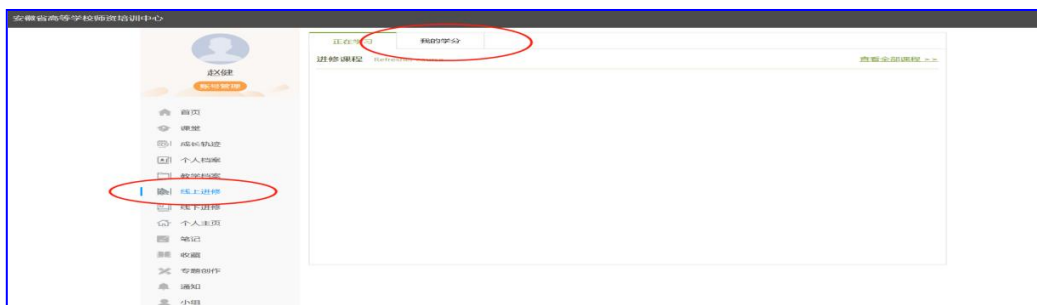 安徽省高等学校师资培训中心
正在学习 我的学分
进修课程
查看全部课程 >>
赵健
账号管理
首页
课堂
成长轨迹
个人档案
教学档案
线上进修
线下进修
个人主页
笔记
收藏
专题创作
通知
小组